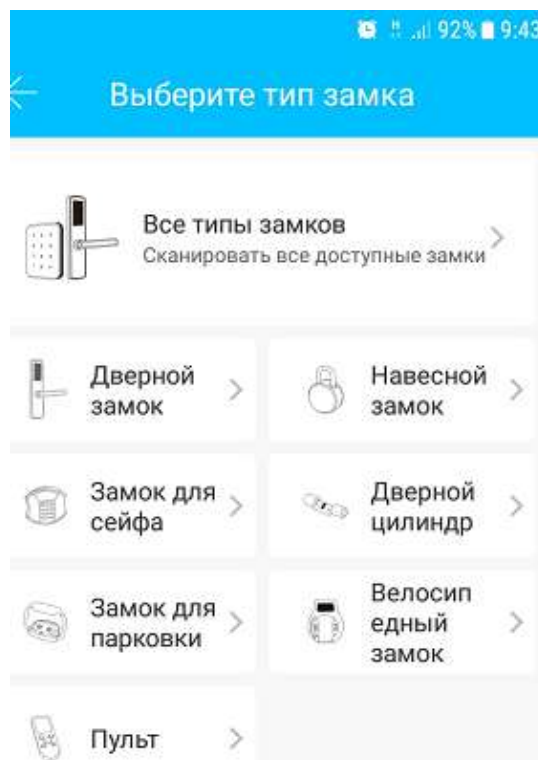 92% 9:43
Выберите тип замка
Все типы замков
Сканировать все доступные замки
Дверной
замок
Навесной
замок
Замок для
сейфа
Дверной
цилиндр
Замок для
парковки
Велосип
едный
замок
Пульт